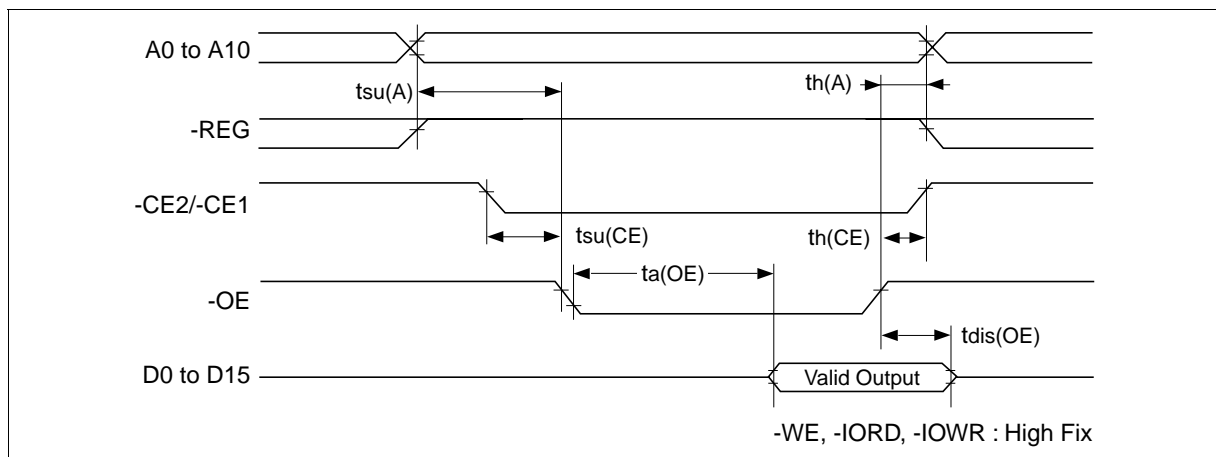 A0 to A10
tsu(A)
th(A)
-REG
-CE2/-CE1
tsu(CE)
th(CE)
ta(OE)
-OE
tdis(OE)
D0 to D15
Valid Output
-WE, -IORD, -IOWR : High Fix